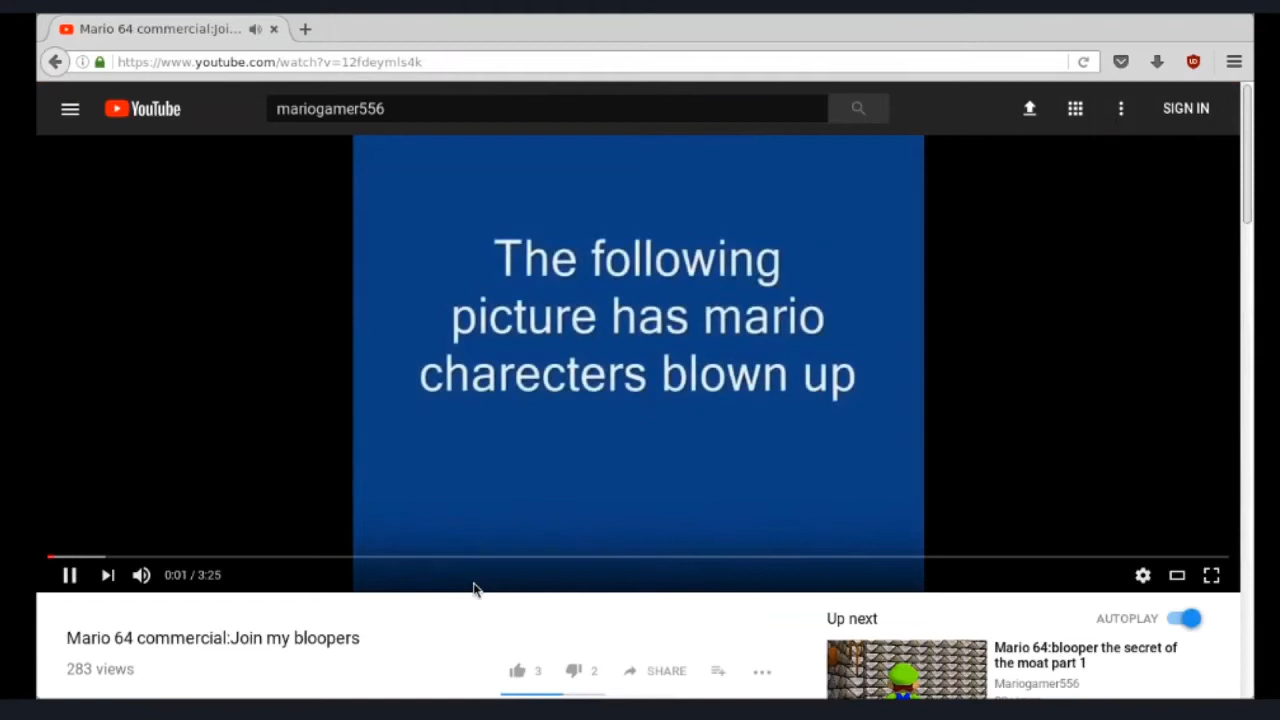 Mario 64 commercial:Joi...
https://www.youtube.com/watch?v=12fdeymls4k
YouTube
mariogamer556
SIGN IN
The following
picture has mario
charecters blown up
0:01 / 3:25
Mario 64 commercial:Join my bloopers
283 views
3
2
SHARE
Up next
AUTOPLAY
Mario 64:blooper the secret of
the moat part 1
Mariogamer556